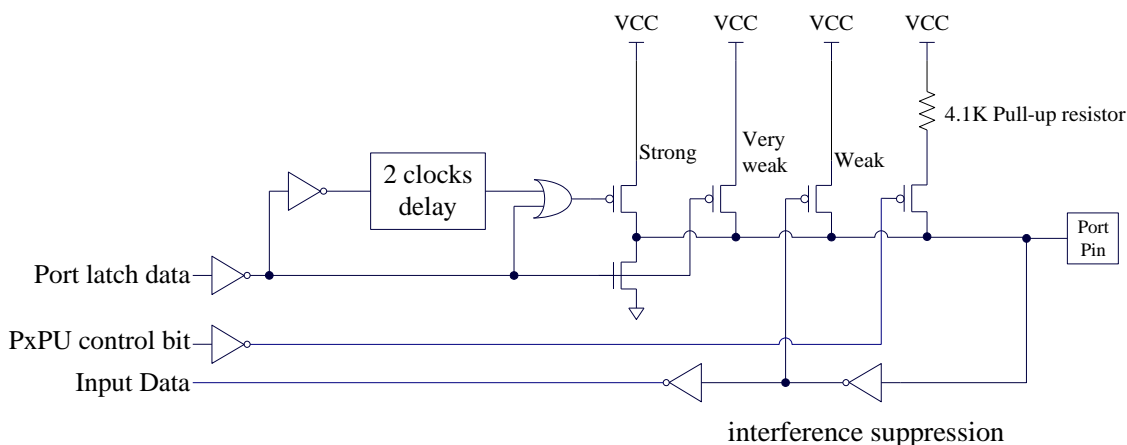 VCC
VCC
VCC
VCC
4.1K Pull-up resistor
Strong
Very
weak
Weak
2 clocks
delay
Port
Pin
Port latch data
PxPU control bit
Input Data
interference suppression